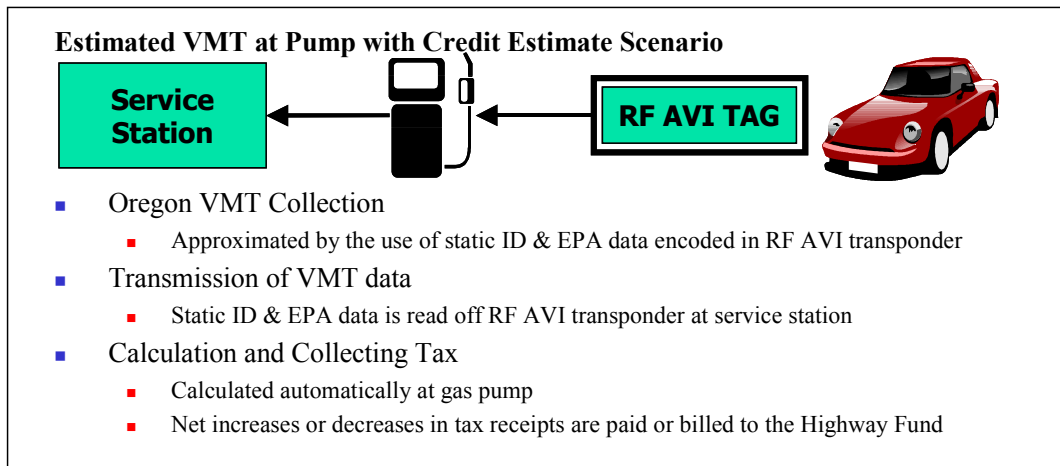 Estimated VMT at Pump with Credit Estimate Scenario
Service
Station
RF AVI TAG
Oregon VMT Collection
Approximated by the use of static ID & EPA data encoded in RF AVI transponder
Transmission of VMT data
Static ID & EPA data is read off RF AVI transponder at service station
Calculation and Collecting Tax
Calculated automatically at gas pump
Net increases or decreases in tax receipts are paid or billed to the Highway Fund